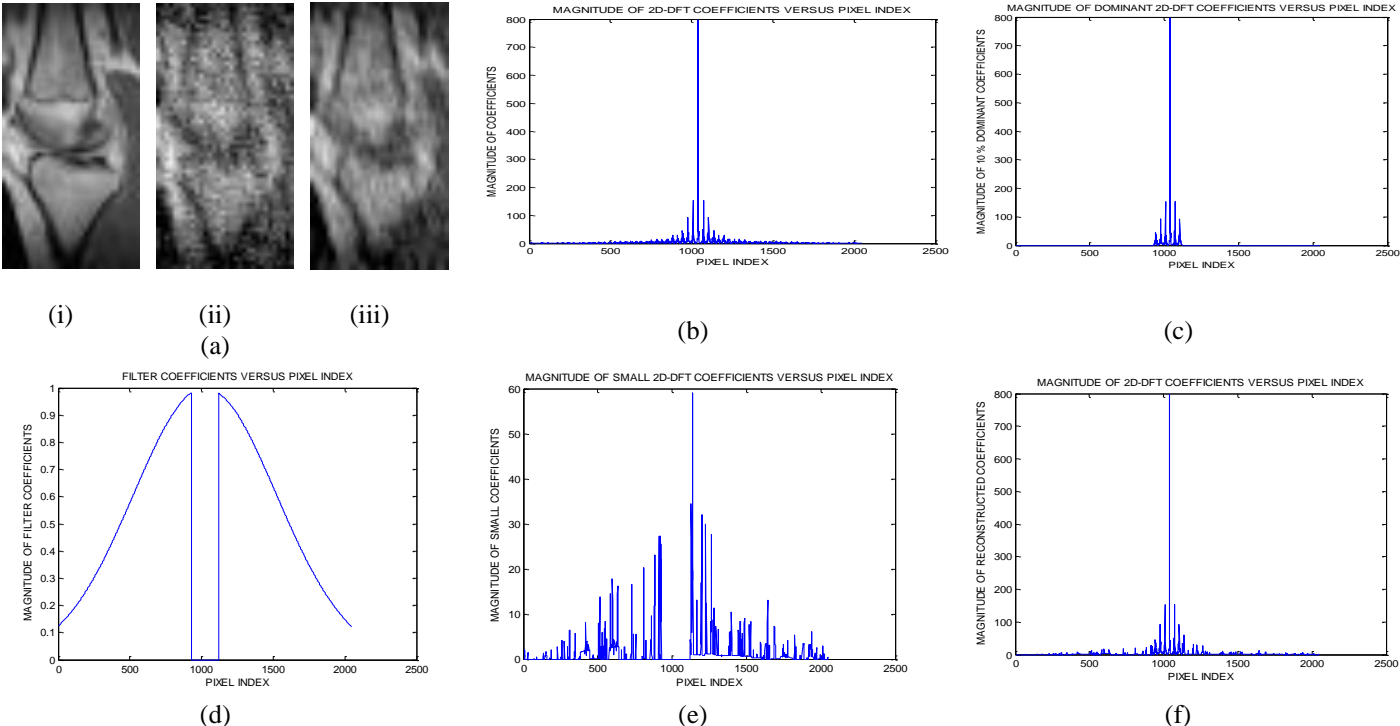 (i) (ii) (iii)
(a)
MAGNITUDE OF 2D-DFT COEFFICIENTS VERSUS PIXEL INDEX
MAGNITUDE OF COEFFICIENTS
800
700
600
500
400
300
200
100
0
0 500 1000 1500 2000 2500
PIXEL INDEX
(b)
MAGNITUDE OF DOMINANT 2D-DFT COEFFICIENTS VERSUS PIXEL INDEX
MAGNITUDE OF 10 % DOMINANT COEFFICIENTS
800
700
600
500
400
300
200
100
0
0 500 1000 1500 2000 2500
PIXEL INDEX
(c)
FILTER COEFFICIENTS VERSUS PIXEL INDEX
MAGNITUDE OF FILTER COEFFICIENTS
1
0.9
0.8
0.7
0.6
0.5
0.4
0.3
0.2
0.1
0
0 500 1000 1500 2000 2500
PIXEL INDEX
(d)
MAGNITUDE OF SMALL 2D-DFT COEFFICIENTS VERSUS PIXEL INDEX
MAGNITUDE OF SMALL COEFFICIENTS
60
50
40
30
20
10
0
0 500 1000 1500 2000 2500
PIXEL INDEX
(e)
MAGNITUDE OF 2D-DFT COEFFICIENTS VERSUS PIXEL INDEX
MAGNITUDE OF RECONSTRUCTED COEFFICIENTS
800
700
600
500
400
300
200
100
0
0 500 1000 1500 2000 2500
PIXEL INDEX
(f)